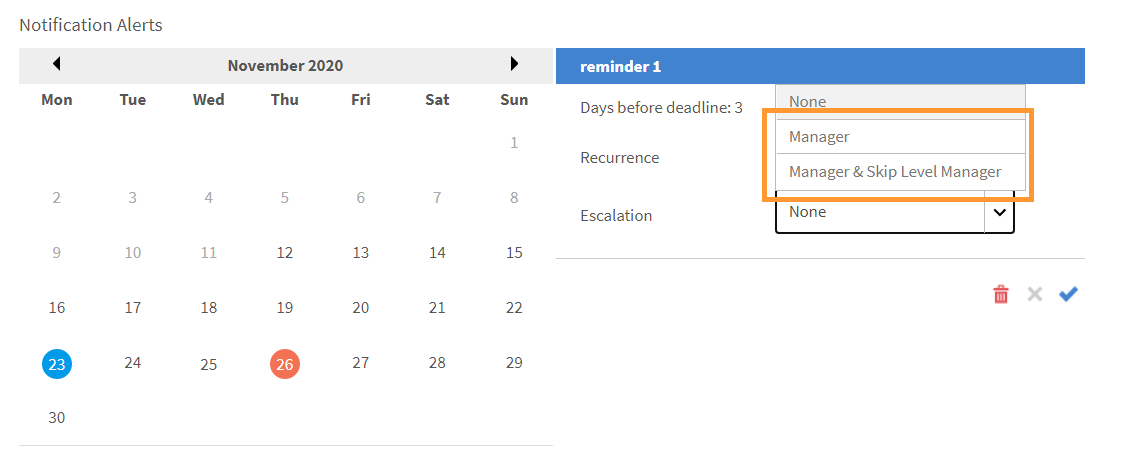 Notification Alerts
November 2020
Mon Tue Wed Thu Fri Sat Sun
1
2 3 4 5 6 7 8
9 10 11 12 13 14 15
16 17 18 19 20 21 22
23 24 25 26 27 28 29
30
reminder 1
Days before deadline: 3
None
Manager
Recurrence
Manager & Skip Level Manager
Escalation
None